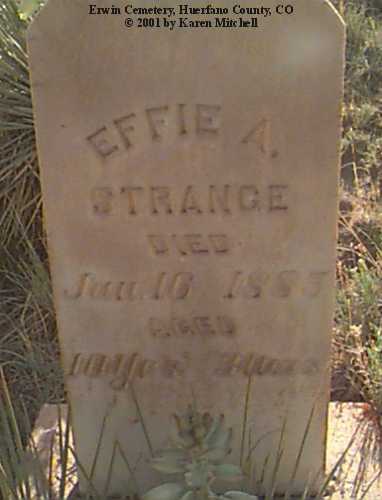 Erwin Cemetery, Huerfano County, CO
© 2001 by Karen Mitchell
EFFIE A.
STRANGE
DIED
Jan. 16
AGED